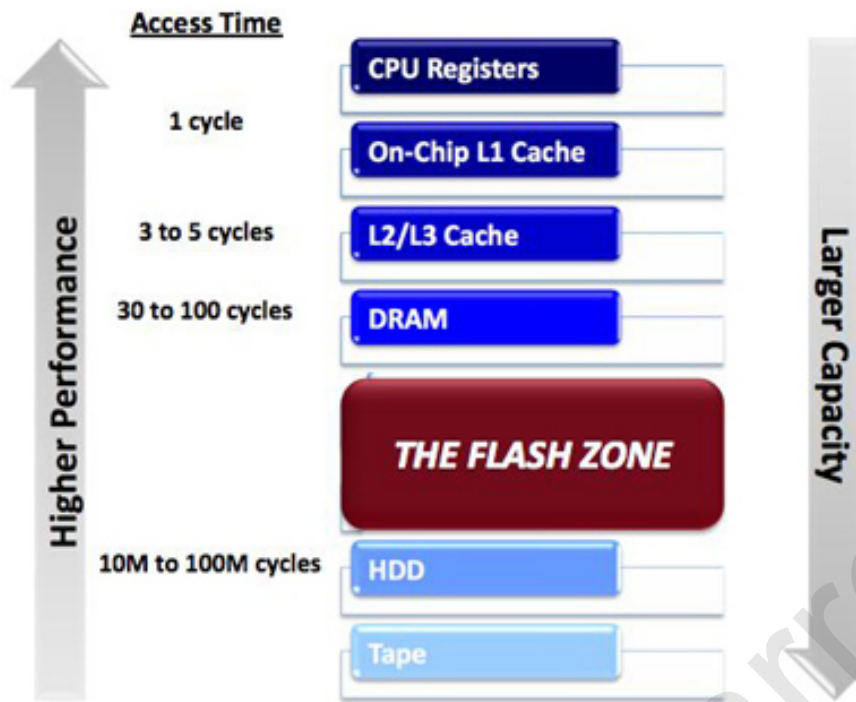 Access Time
CPU Registers
1 cycle
On-Chip L1 Cache
3 to 5 cycles
L2/L3 Cache
30 to 100 cycles
DRAM
THE FLASH ZONE
10M to 100M cycles
HDD
Tape
Higher Performance
Larger Capacity